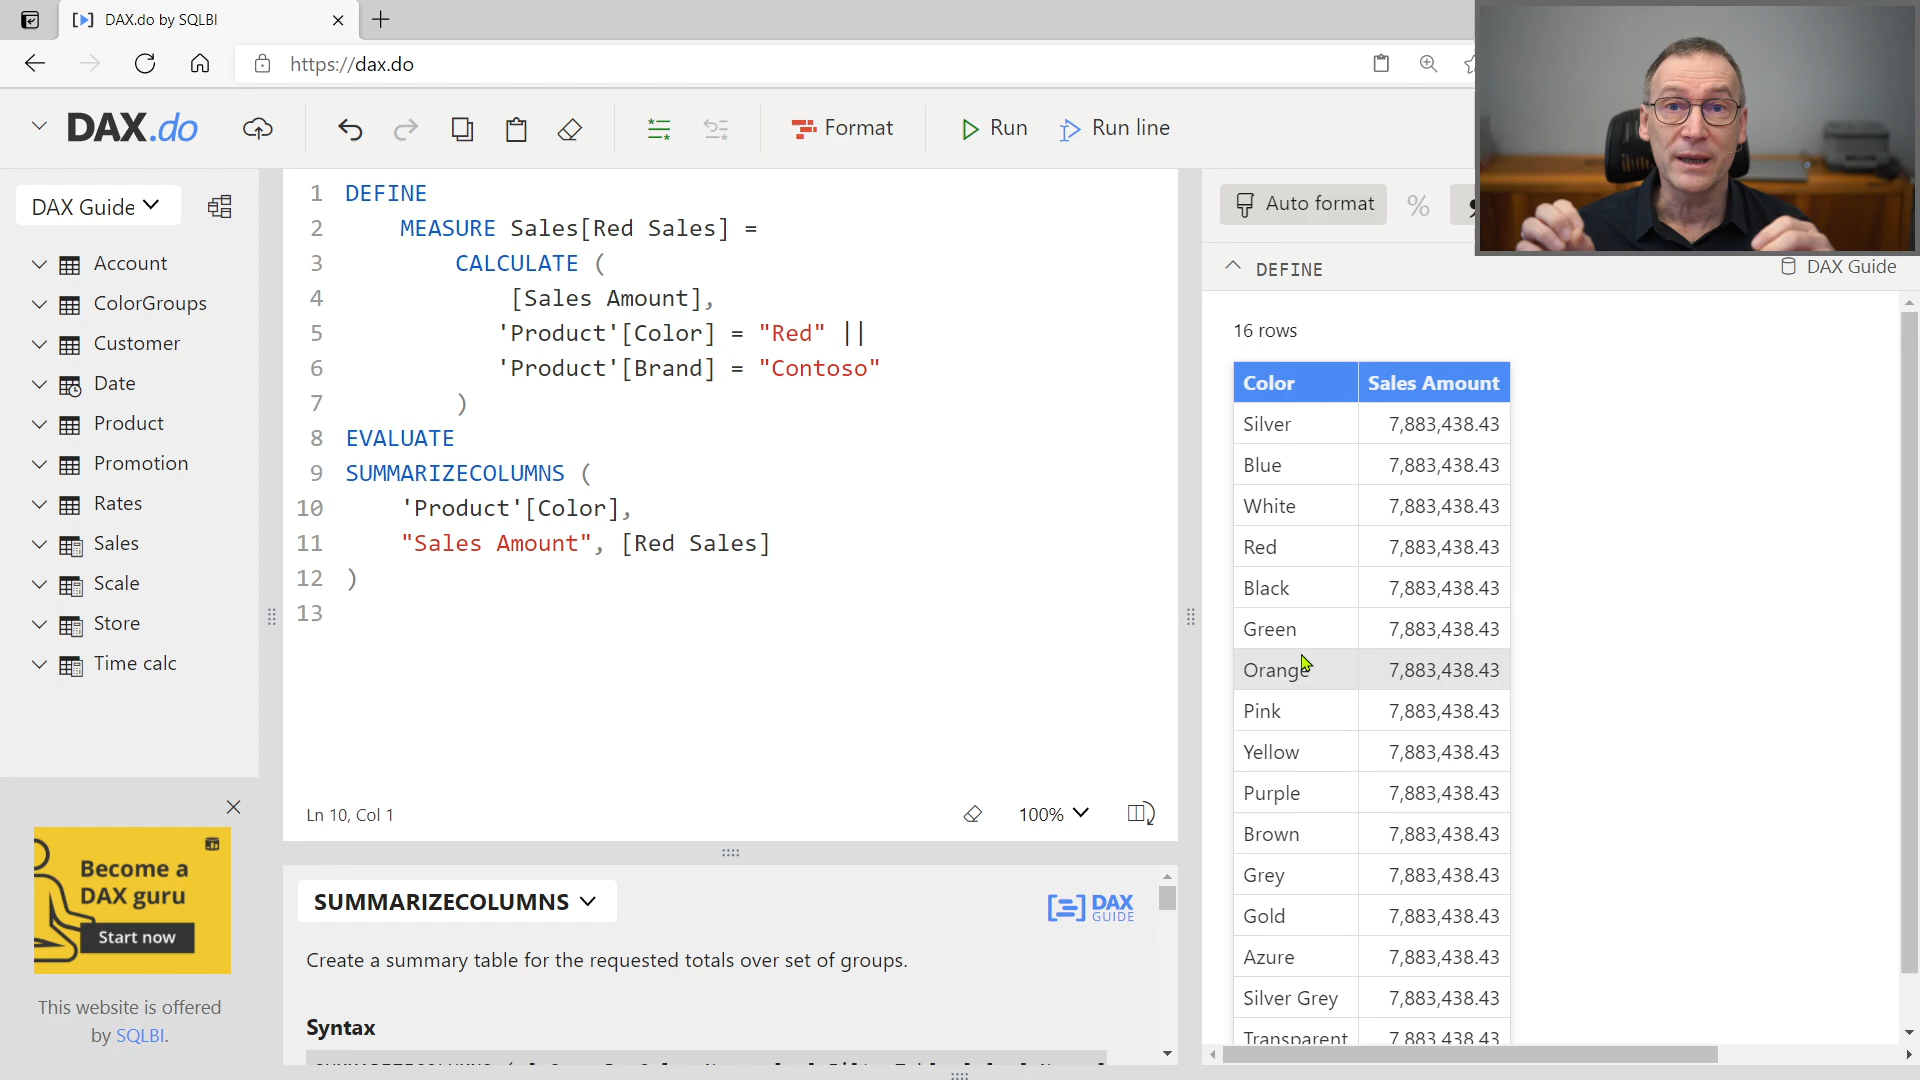 DAX.do by SQLBI
https://dax.do
DAX.do
Format
Run
Run line
DAX Guide
Account
ColorGroups
Customer
Date
Product
Promotion
Rates
Sales
Scale
Store
Time calc
Become a
DAX guru
Start now
This website is offered
by SQLBI.
1 DEFINE
2 MEASURE Sales[Red Sales] =
3 CALCULATE (
4 [Sales Amount],
5 'Product'[Color] = "Red" ||
6 'Product'[Brand] = "Contoso"
7 )
8 EVALUATE
9 SUMMARIZECOLUMNS (
10 'Product'[Color],
11 "Sales Amount", [Red Sales]
12 )
13
Ln 10, Col 1
100%
SUMMARIZECOLUMNS
DAX
GUIDE
Create a summary table for the requested totals over set of groups.
Syntax
Auto format
%
DEFINE
DAX Guide
16 rows
Color Sales Amount
Silver 7,883,438.43
Blue 7,883,438.43
White 7,883,438.43
Red 7,883,438.43
Black 7,883,438.43
Green 7,883,438.43
Orange 7,883,438.43
Pink 7,883,438.43
Yellow 7,883,438.43
Purple 7,883,438.43
Brown 7,883,438.43
Grey 7,883,438.43
Gold 7,883,438.43
Azure 7,883,438.43
Silver Grey 7,883,438.43
Transparent 7,883,438.43